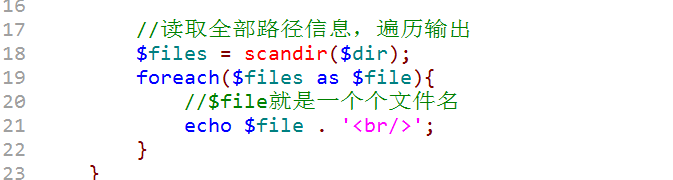 16
17 //读取全部路径信息，遍历输出
18 $files = scandir($dir);
19 foreach($files as $file){
20 //$file就是一个个文件名
21 echo $file . '<br/>';
22 }
23 }